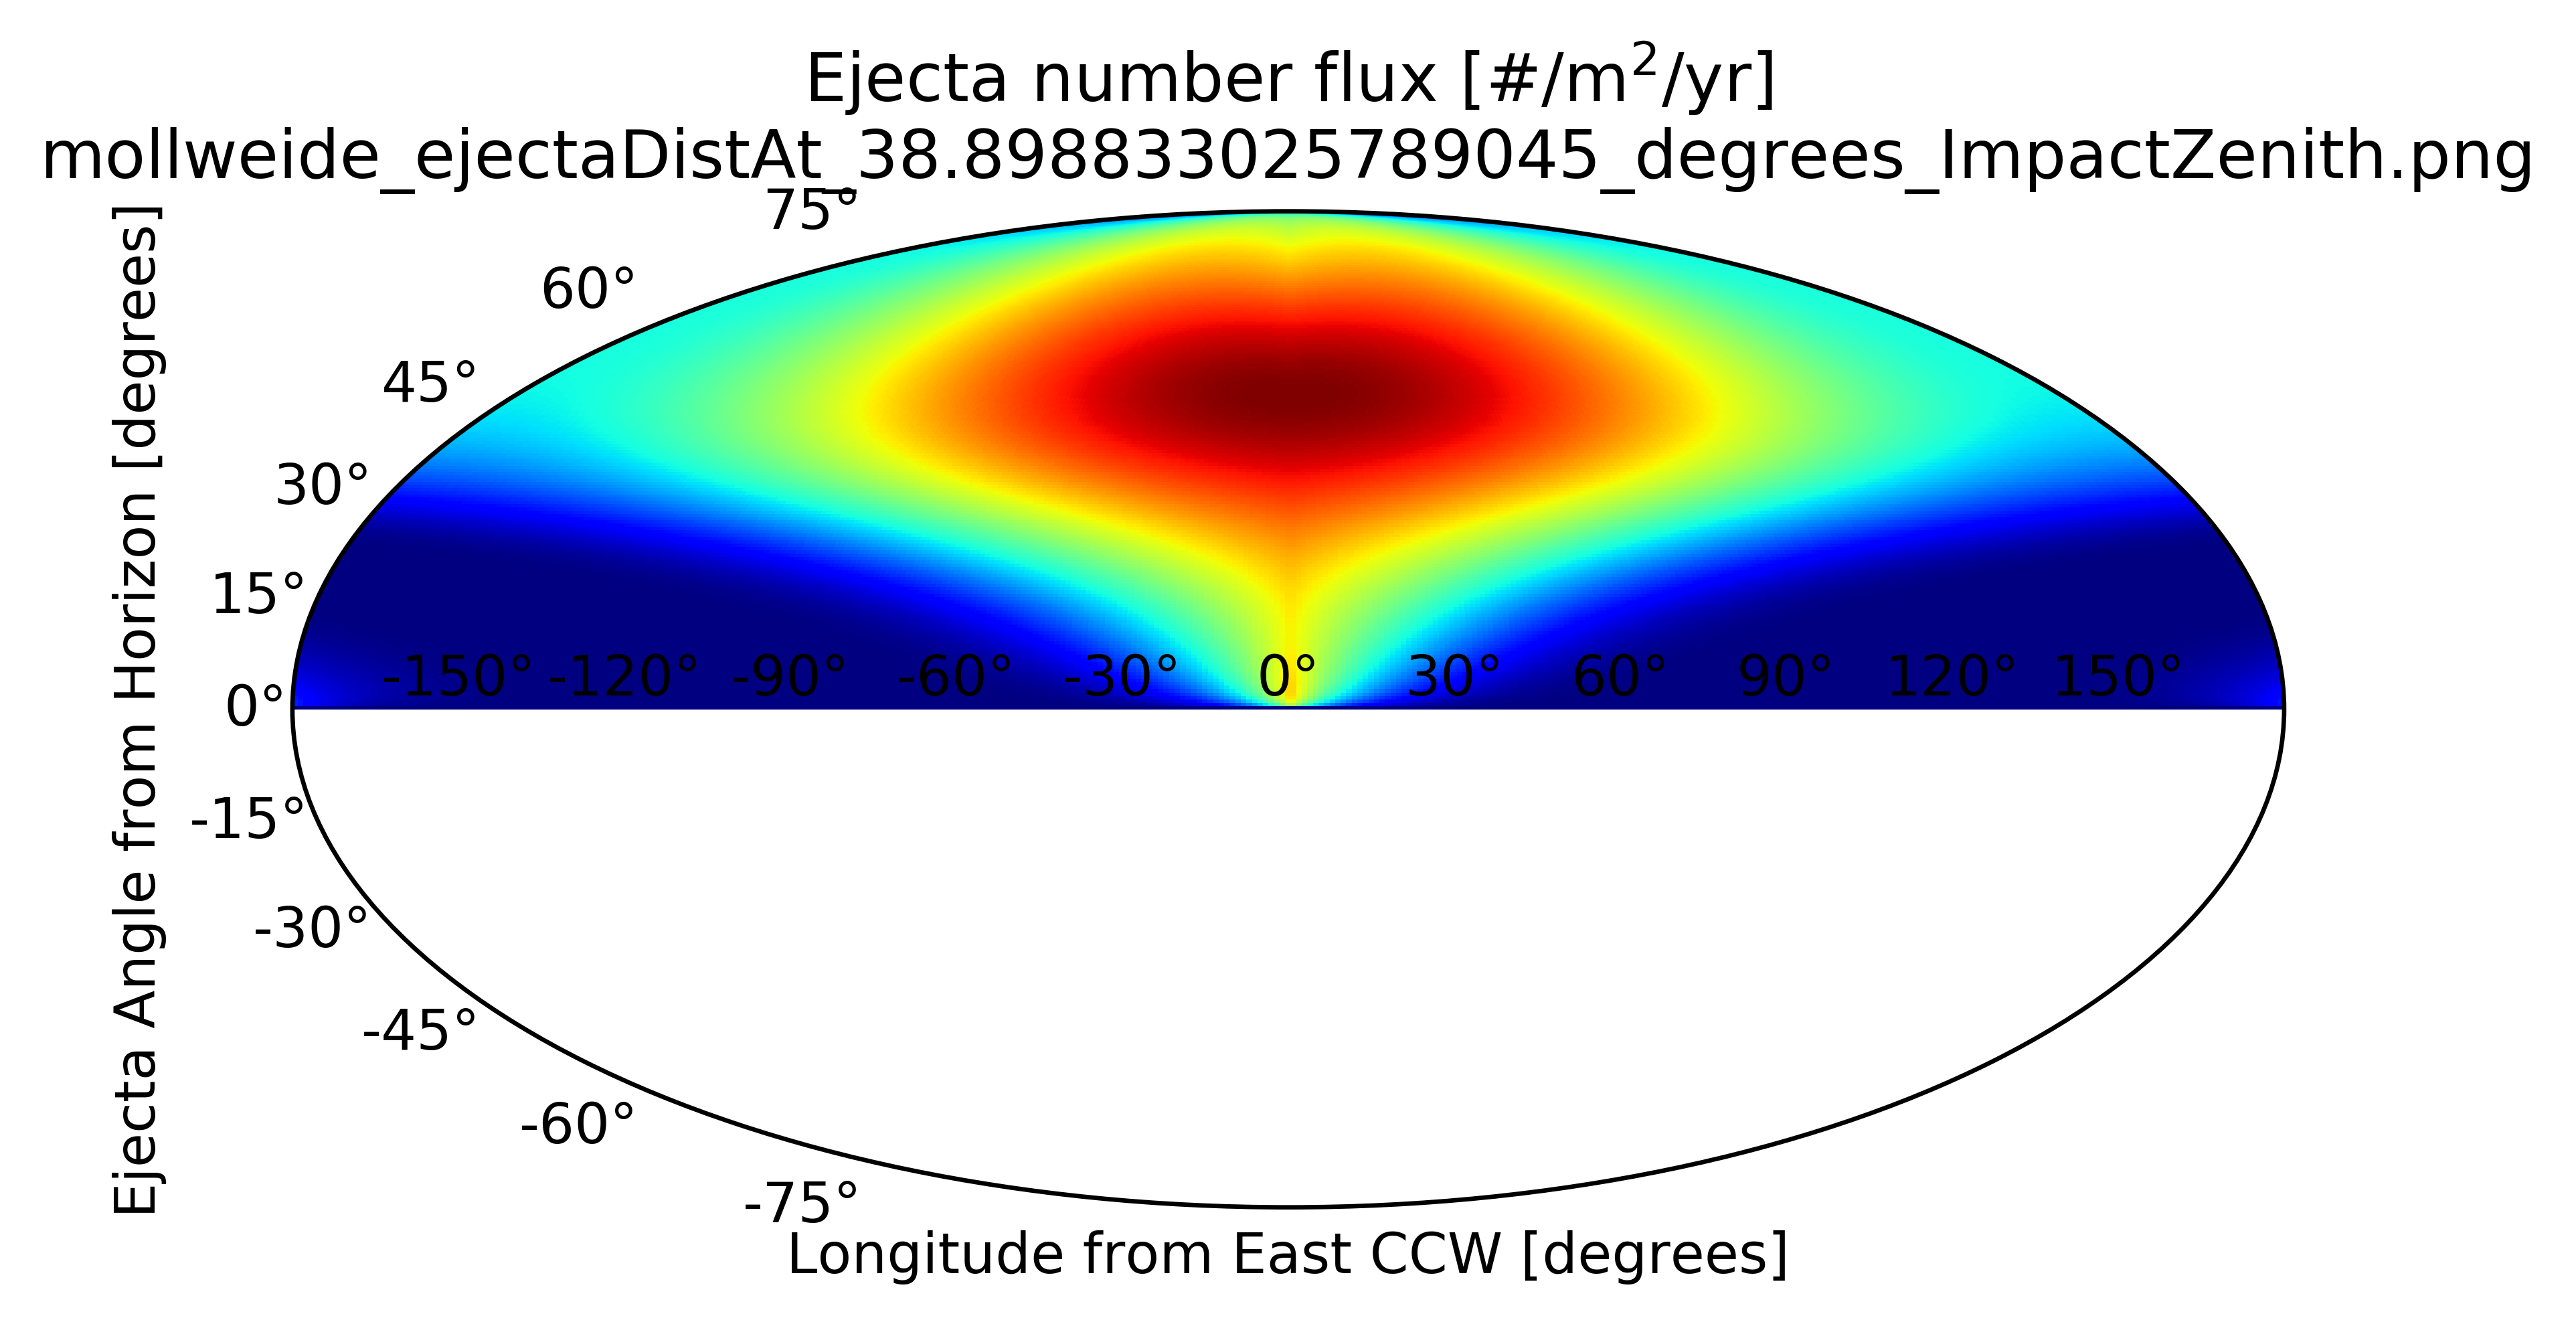 Ejecta number flux [#/m²/yr]
mollweide_ejectaDistAt_38.898833025789045_degrees_ImpactZenith.png
Ejecta Angle from Horizon [degrees]
75°
60°
45°
30°
15°
0°
-15°
-30°
-45°
-60°
-75°
-150° -120° -90° -60° -30° 0° 30° 60° 90° 120° 150°
Longitude from East CCW [degrees]